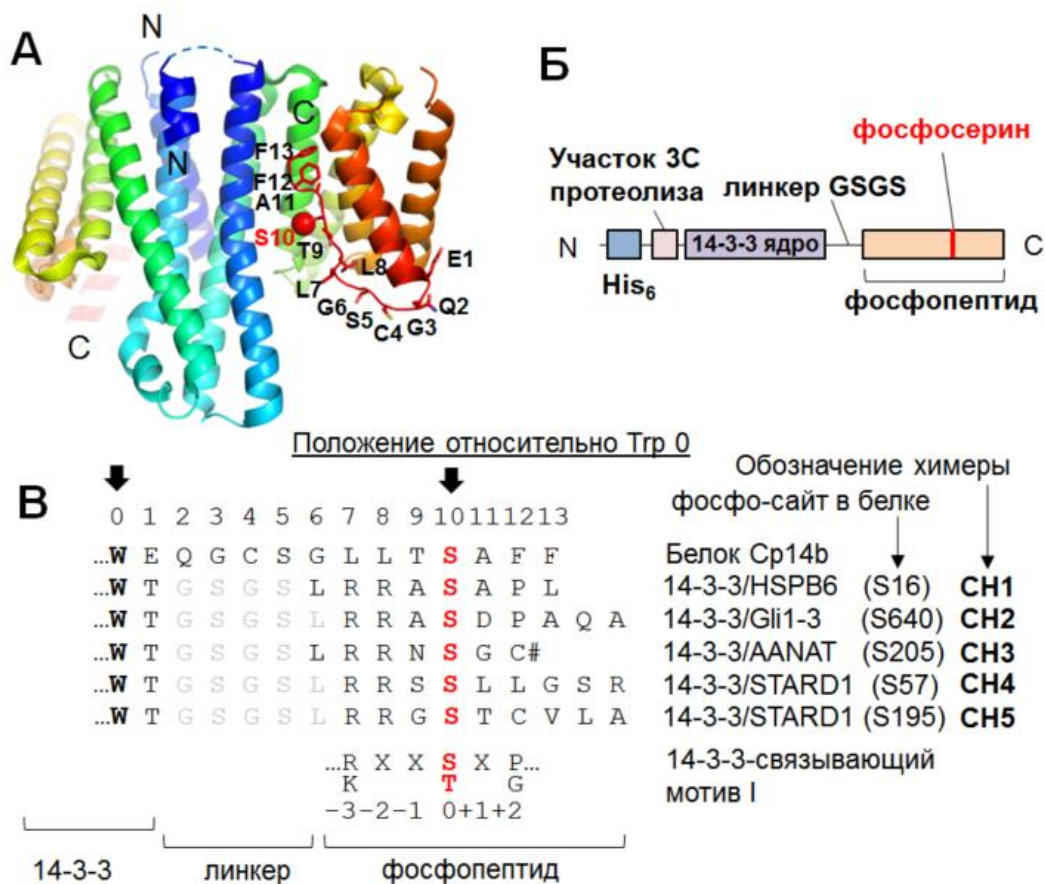 А
N
N
C
F13
F12
A11
S10
T9
L8
L7
G6
S5
C4
G3
Q2
E1
C
Б
фосфосерин
Участок 3С
протеолиза
линкер GSGS
N
14-3-3 ядро
C
His6
фосфопептид
В
Положение относительно Trp 0
0 1 2 3 4 5 6 7 8 9 10 11 12 13
...W E Q G C S G L L T S A F F
...W T G S G S L R R A S A P L
...W T G S G S L R R A S D P A Q A
...W T G S G S L R R N S G C#
...W T G S G S L R R S S L L G S R
...W T G S G S L R R G S T C V L A
...R X X S X P...
K T G
−3−2−1 0+1+2
14-3-3
линкер
фосфопептид
Обозначение химеры
фосфо-сайт в белке
Белок Cp14b
14-3-3/HSPB6 (S16) CH1
14-3-3/Gli1-3 (S640) CH2
14-3-3/AANAT (S205) CH3
14-3-3/STARD1 (S57) CH4
14-3-3/STARD1 (S195) CH5
14-3-3-связывающий
мотив I